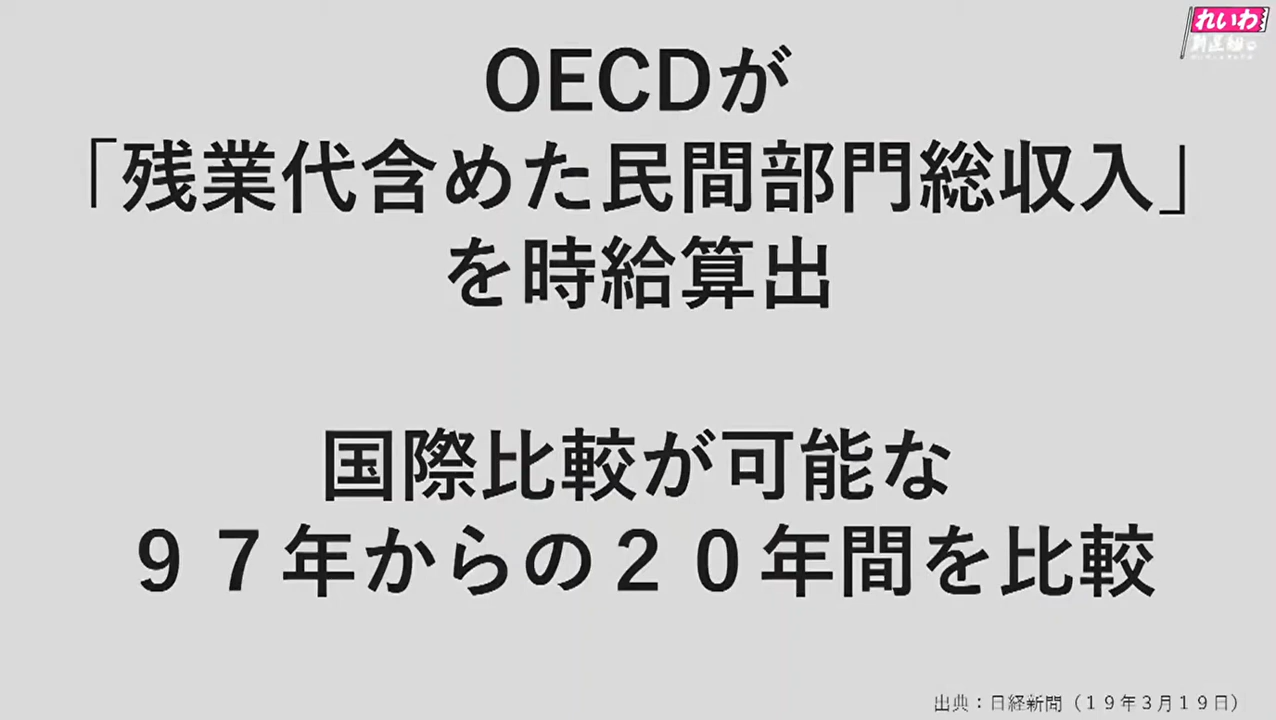 れいわ
新選組
OECDが
「残業代含めた民間部門総収入」
を時給算出
国際比較が可能な
９７年からの２０年間を比較
出典：日経新聞（１９年３月１９日）